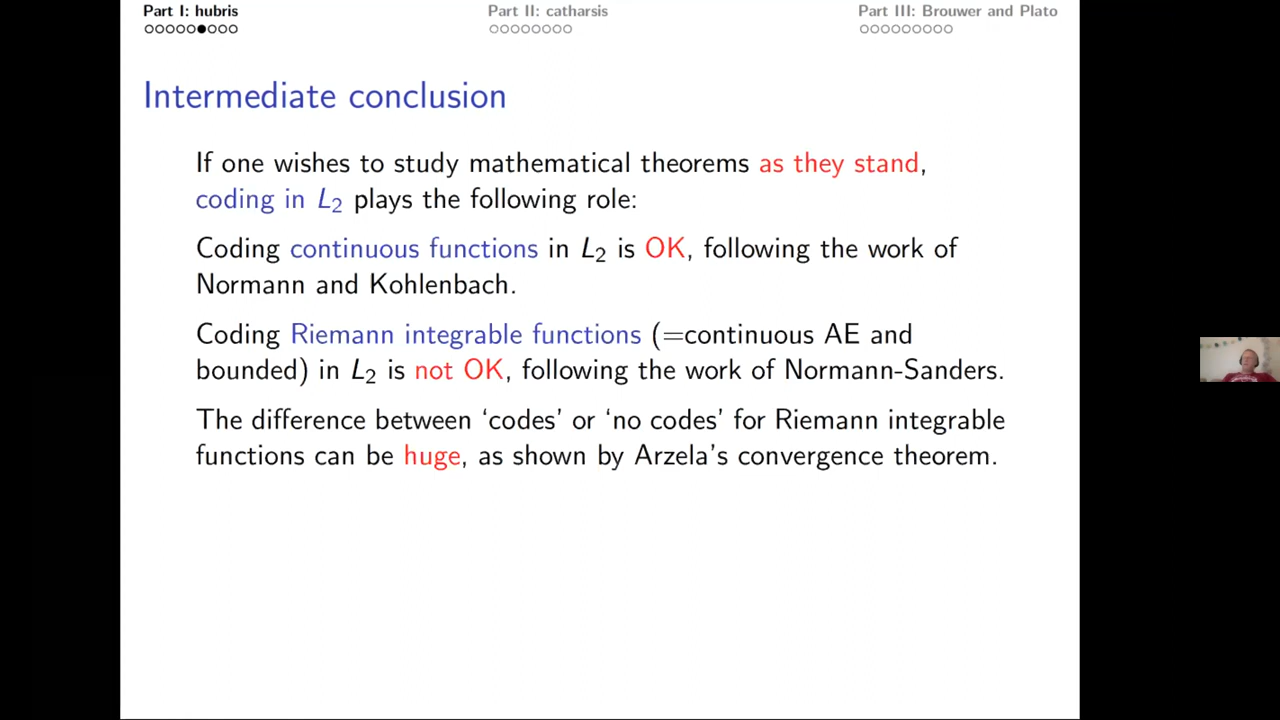 Part I: hubris
Part II: catharsis
Part III: Brouwer and Plato
Intermediate conclusion
If one wishes to study mathematical theorems as they stand,
coding in L₂ plays the following role:
Coding continuous functions in L₂ is OK, following the work of
Normann and Kohlenbach.
Coding Riemann integrable functions (=continuous AE and
bounded) in L₂ is not OK, following the work of Normann-Sanders.
The difference between ‘codes’ or ‘no codes’ for Riemann integrable
functions can be huge, as shown by Arzela’s convergence theorem.